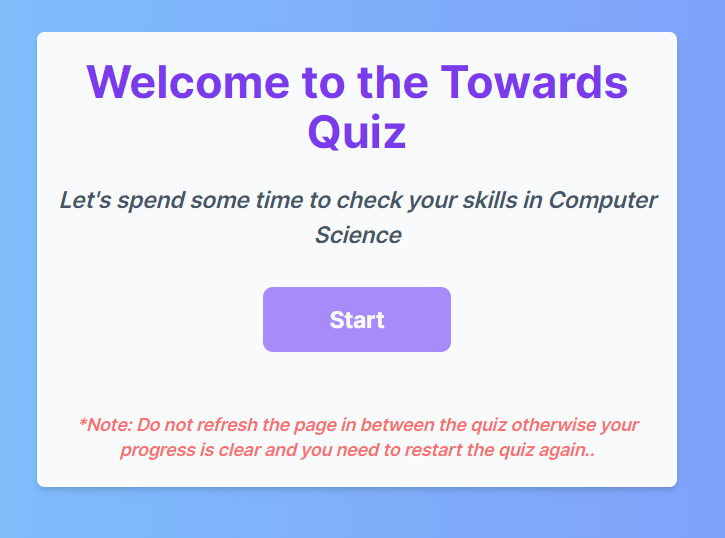 Welcome to the Towards
Quiz
Let's spend some time to check your skills in Computer
Science
Start
*Note: Do not refresh the page in between the quiz otherwise your
progress is clear and you need to restart the quiz again..